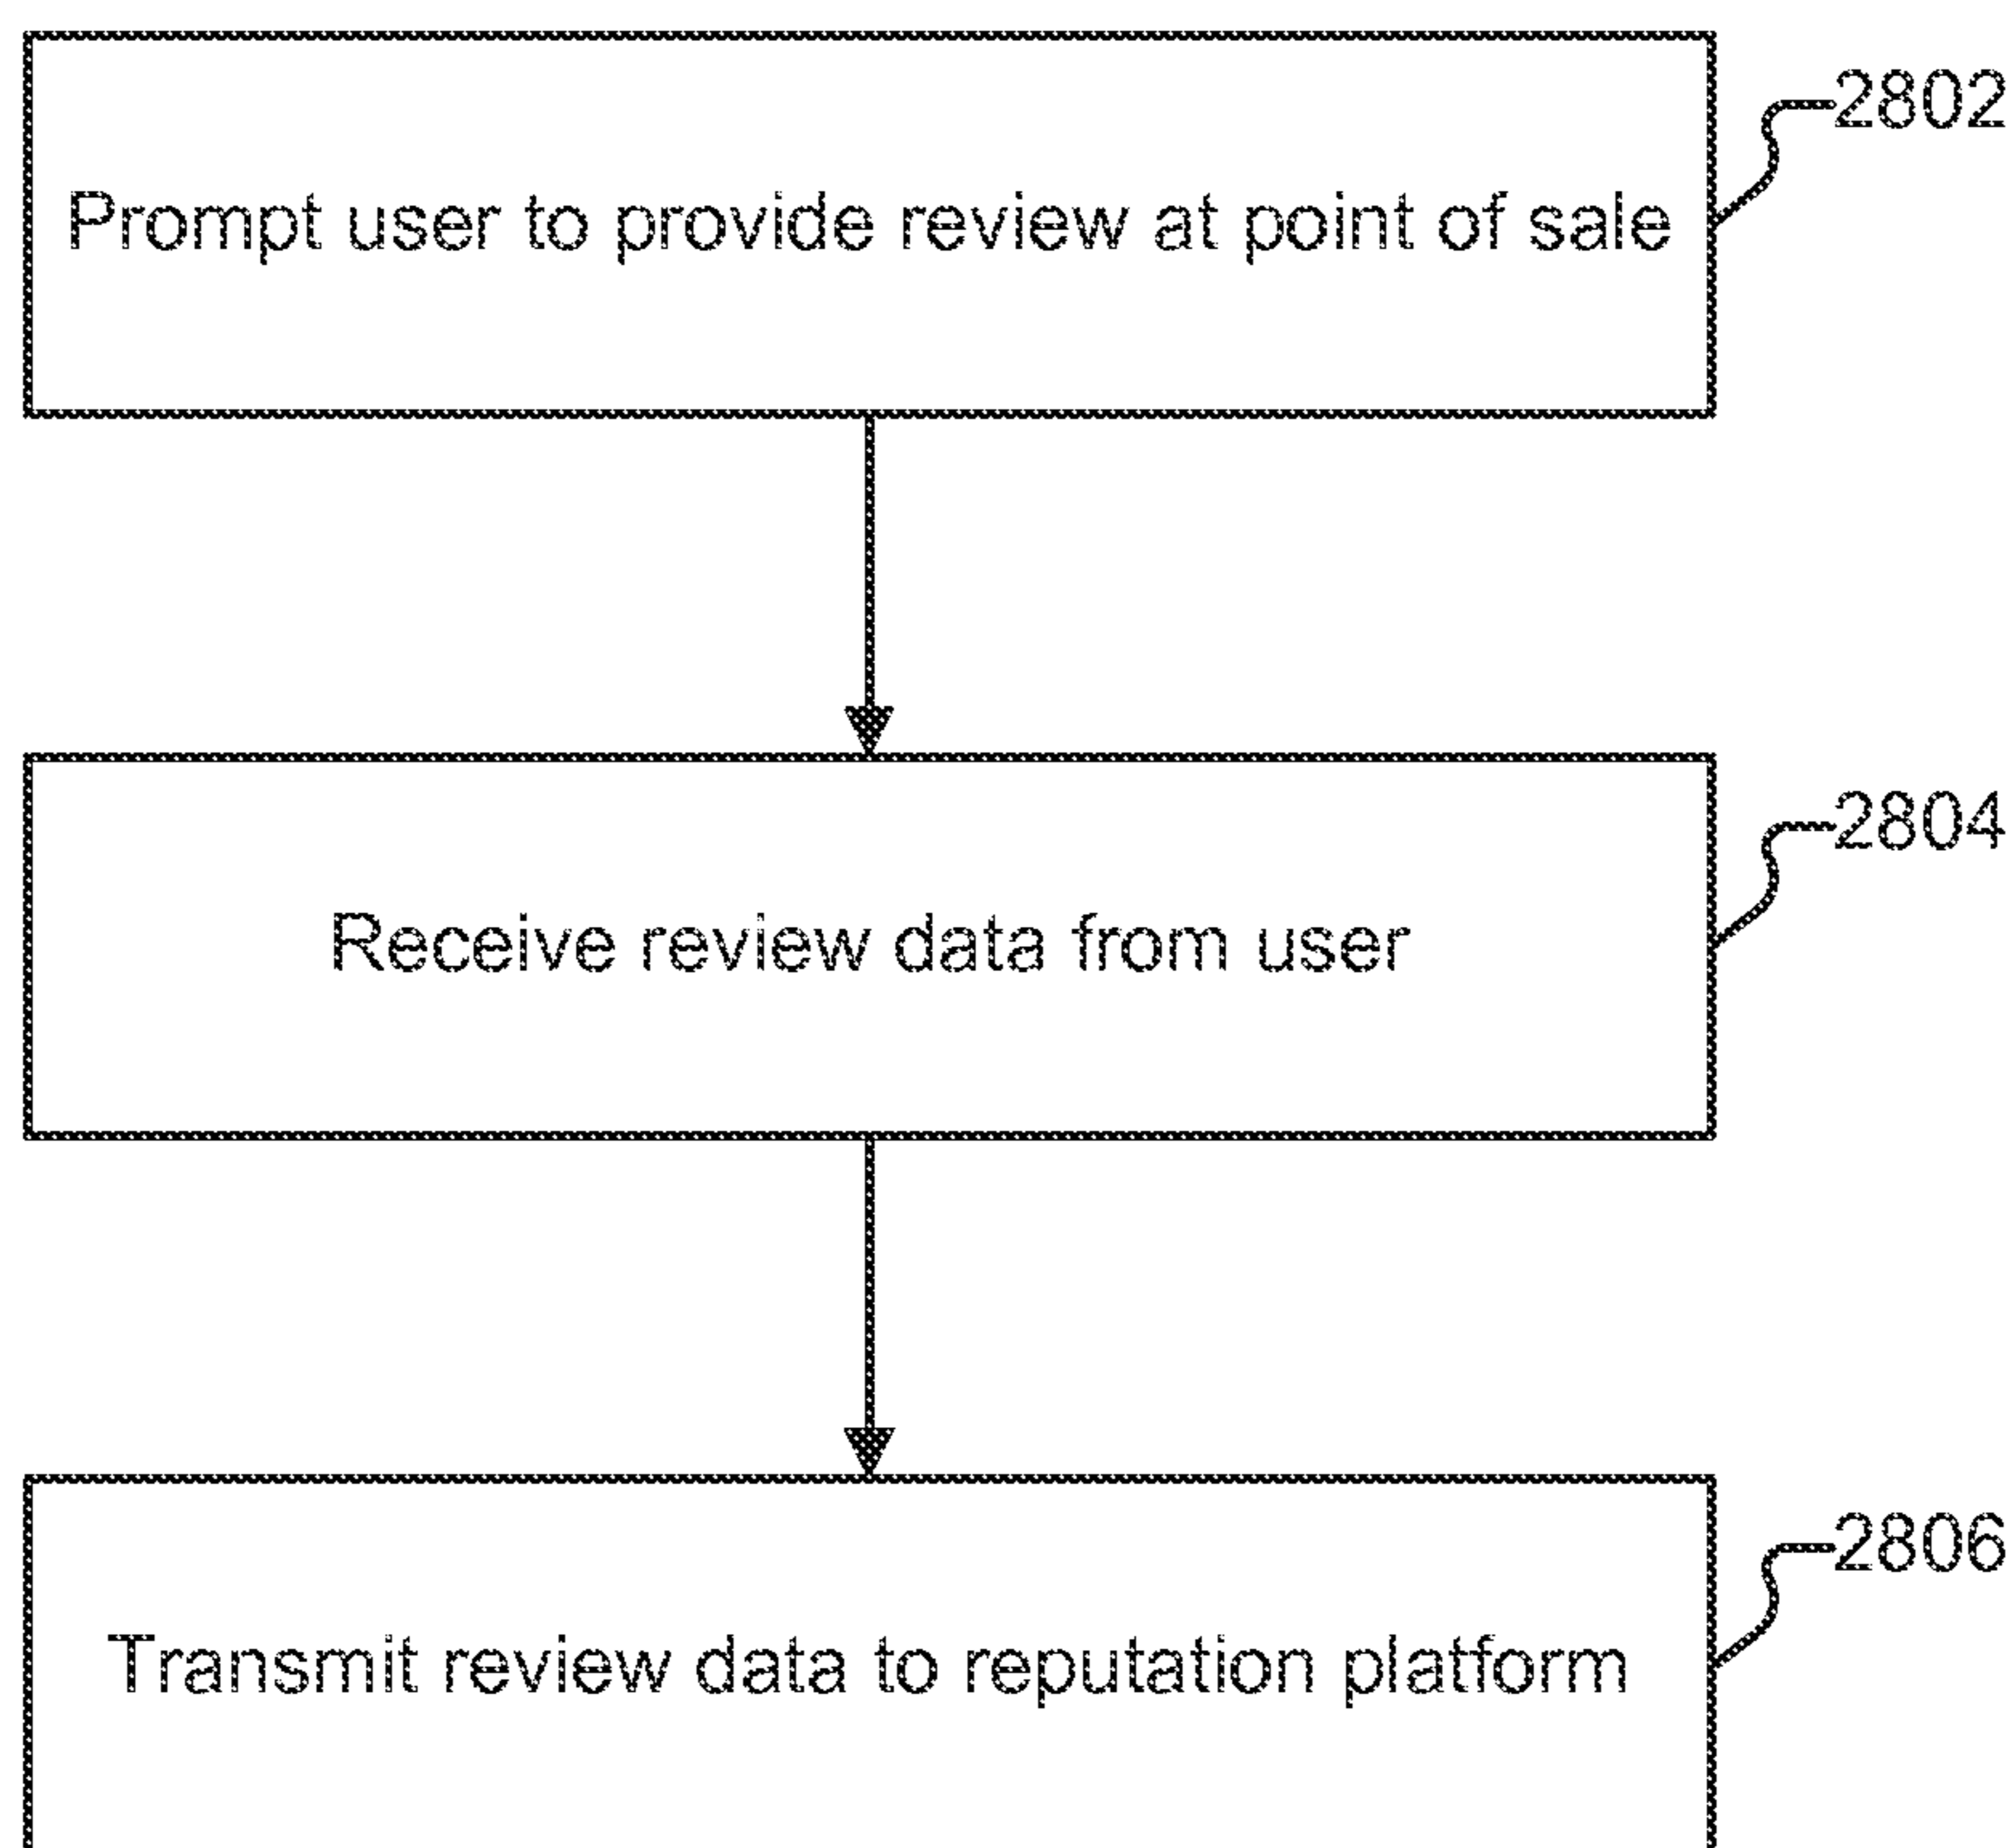 2802
Prompt user to provide review at point of sale
2804
Receive review data from user
2806
Transmit review data to reputation platform